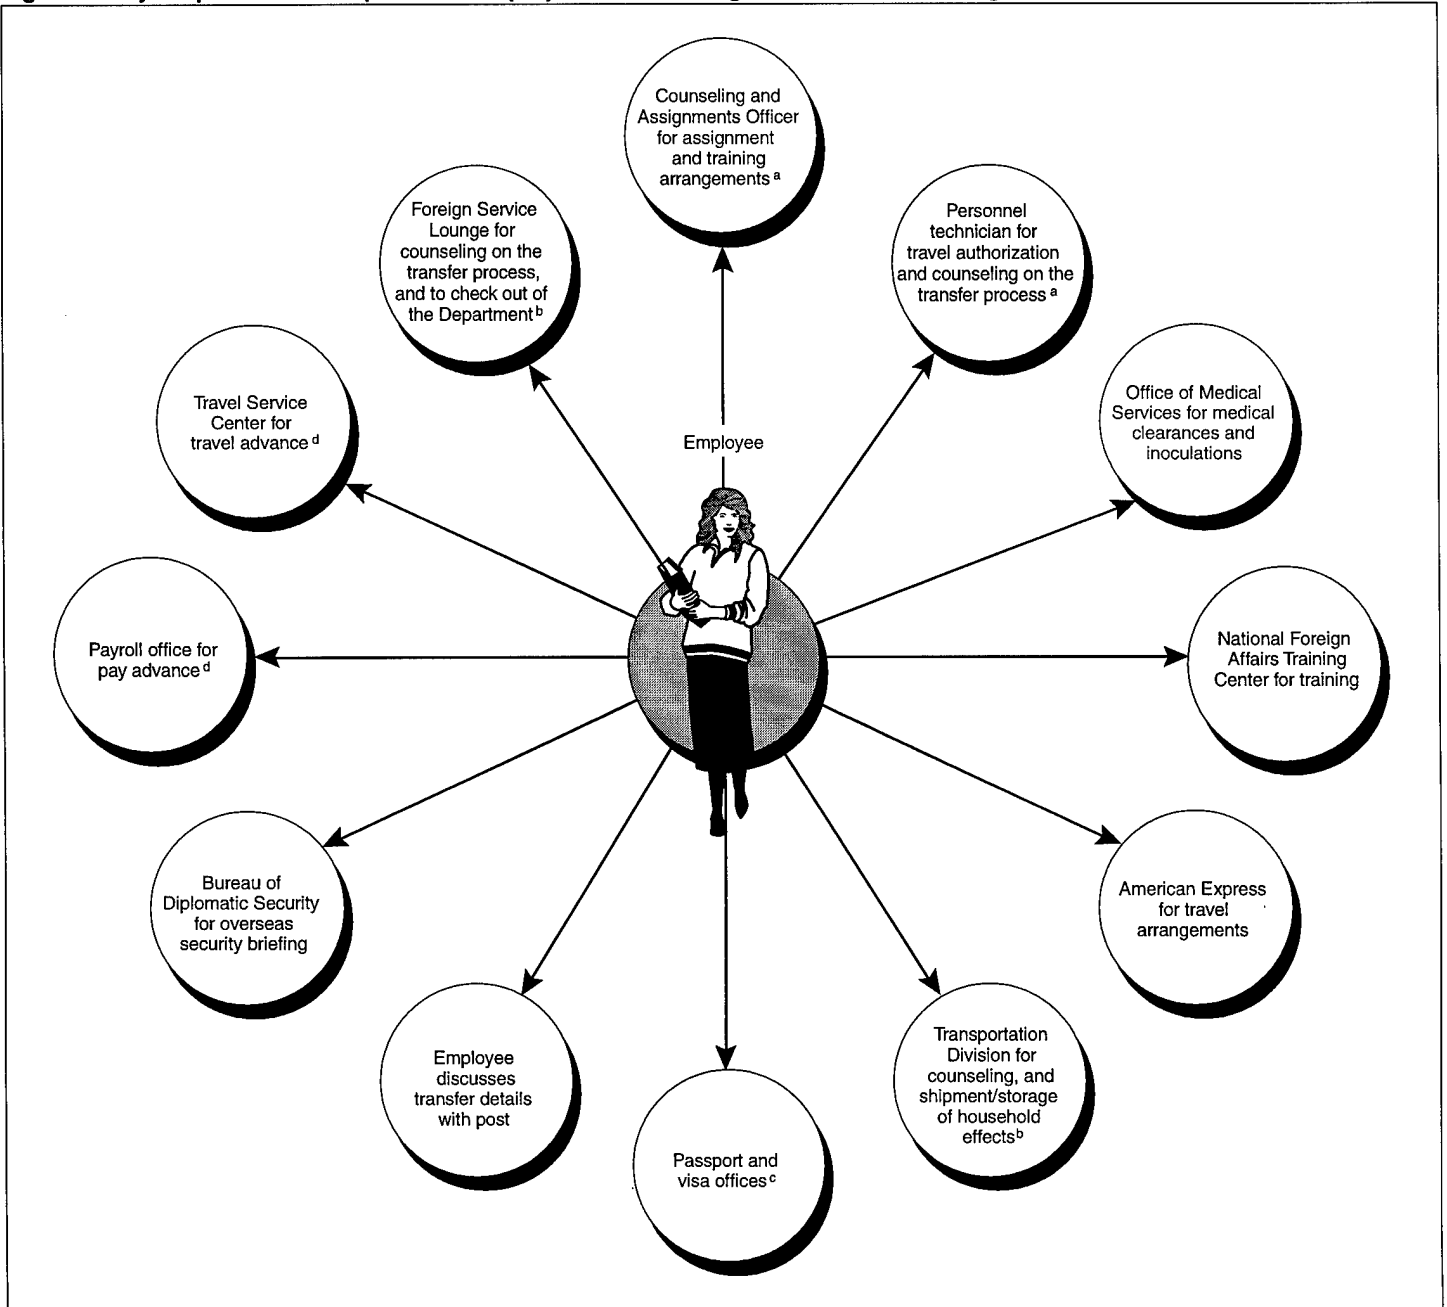 Counseling and
Assignments Officer
for assignment
and training
arrangements a
Foreign Service
Lounge for
counseling on the
transfer process,
and to check out of
the Department b
Personnel
technician for
travel authorization
and counseling on the
transfer process a
Travel Service
Center for
travel advance d
Office of Medical
Services for medical
clearances and
inoculations
Employee
Payroll office for
pay advance d
National Foreign
Affairs Training
Center for training
Bureau of
Diplomatic Security
for overseas
security briefing
American Express
for travel
arrangements
Employee
discusses
transfer details
with post
Transportation
Division for
counseling, and
shipment/storage
of household
effects b
Passport and
visa offices c